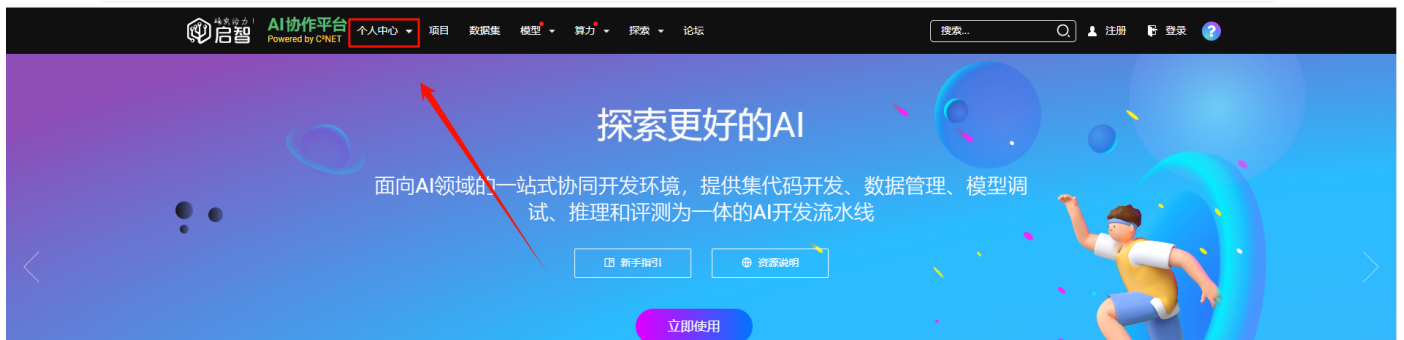 确实给力!
启智
AI协作平台
Powered by C²NET
个人中心 项目 数据集 模型 算力 探索 论坛 搜索... 注册 登录 ?
探索更好的AI
面向AI领域的一站式协同开发环境，提供集代码开发、数据管理、模型调
试、推理和评测为一体的AI开发流水线
新手指引 资源说明
立即使用